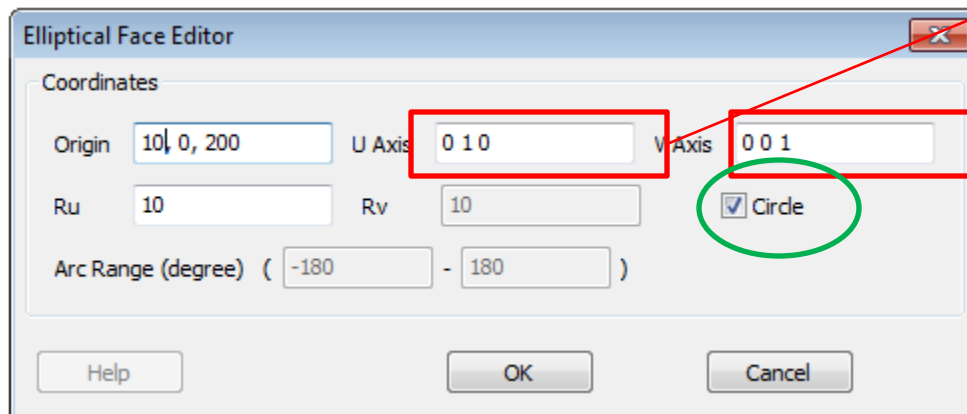 Elliptical Face Editor
Coordinates
Origin 10, 0, 200 U Axis 0 1 0 V Axis 0 0 1
Ru 10 Rv 10 Circle
Arc Range (degree) ( -180 - 180 )
Help OK Cancel